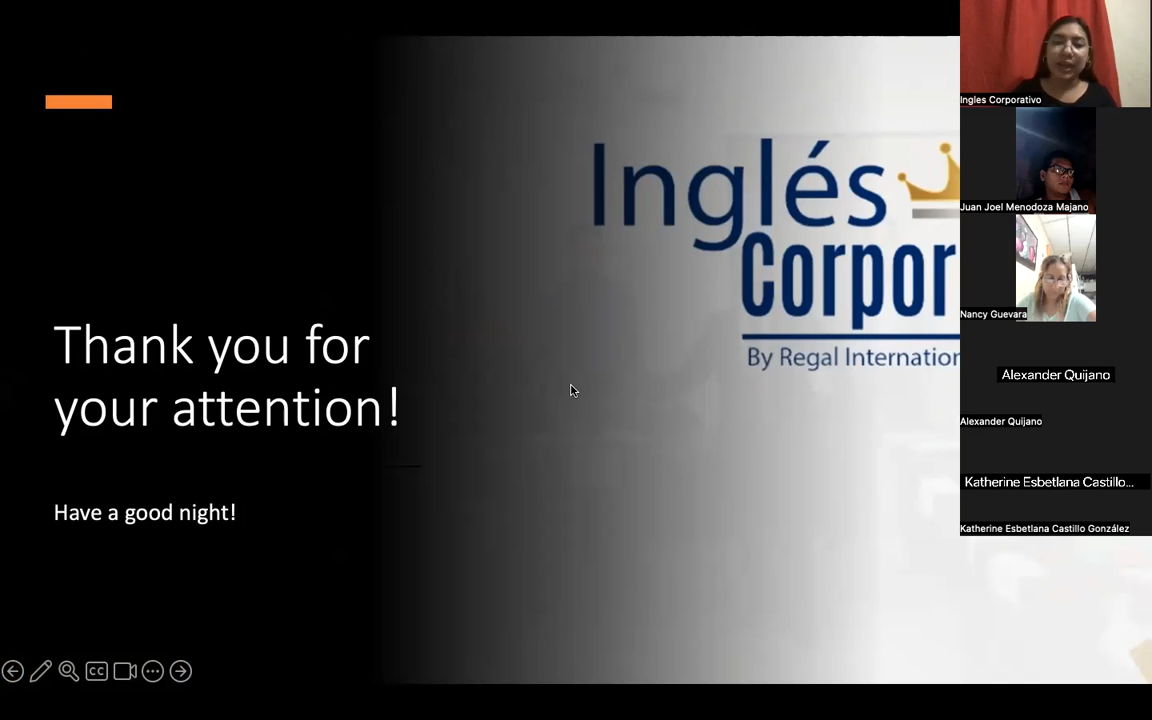 Inglés
Corpor
By Regal Internation
Thank you for
your attention!
Have a good night!
CC
Ingles Corporativo
Juan Joel Menodoza Majano
Nancy Guevara
Alexander Quijano
Alexander Quijano
Katherine Esbetlana Castillo...
Katherine Esbetlana Castillo González